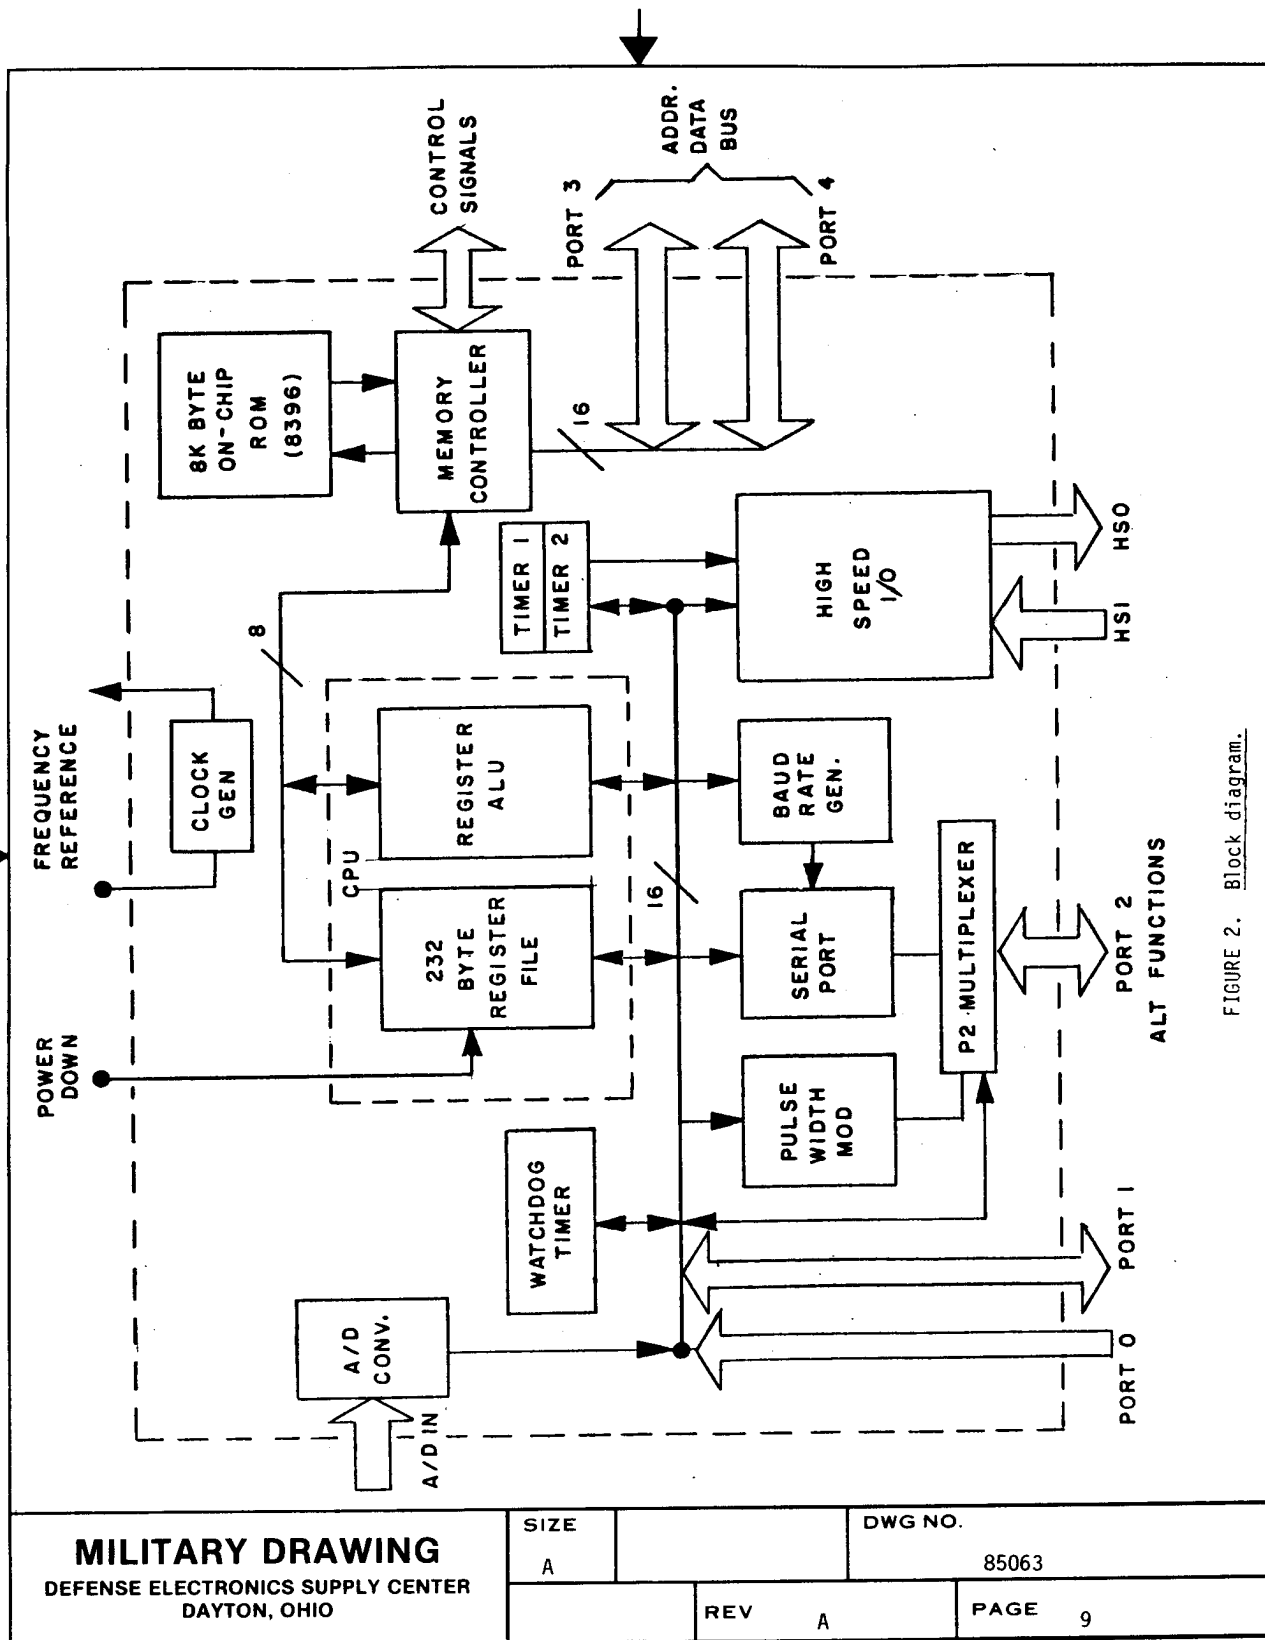 FREQUENCY
REFERENCE
POWER
DOWN
CLOCK
GEN
8K BYTE
ON-CHIP
ROM
(8396)
CONTROL
SIGNALS
MEMORY
CONTROLLER
8
16
PORT 3
ADDR.
DATA
BUS
PORT 4
CPU
232
BYTE
REGISTER
FILE
REGISTER
ALU
TIMER 1
TIMER 2
A/D IN
A/D
CONV.
WATCHDOG
TIMER
16
PULSE
WIDTH
MOD
SERIAL
PORT
BAUD
RATE
GEN.
HIGH
SPEED
I/O
P2 MULTIPLEXER
PORT 0
PORT 1
PORT 2
ALT FUNCTIONS
HSI
HSO
FIGURE 2. Block diagram.
MILITARY DRAWING
DEFENSE ELECTRONICS SUPPLY CENTER
DAYTON, OHIO
SIZE
A
DWG NO.
85063
REV A
PAGE 9